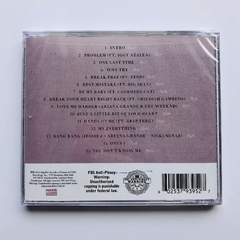 1 INTRO
2 PROBLEM (FT. IGGY AZALEA)
3 ONE LAST TIME
4 WHY TRY
5 BREAK FREE (FT. ZEDD)
6 BEST MISTAKE (FT. BIG SEAN)
7 BE MY BABY (FT. CASHMERE CAT)
8 BREAK YOUR HEART RIGHT BACK (FT. CHILDISH GAMBINO)
9 LOVE ME HARDER (ARIANA GRANDE & THE WEEKND)
10 JUST A LITTLE BIT OF YOUR HEART
11 HANDS ON ME (FT. A$AP FERG)
12 MY EVERYTHING
13 BANG BANG (JESSIE J, ARIANA GRANDE, NICKI MINAJ)
14 ONLY 1
15 YOU DON'T KNOW ME
FBI Anti-Piracy
Warning:
Unauthorized
copying is punishable
under federal law.
02537 93952